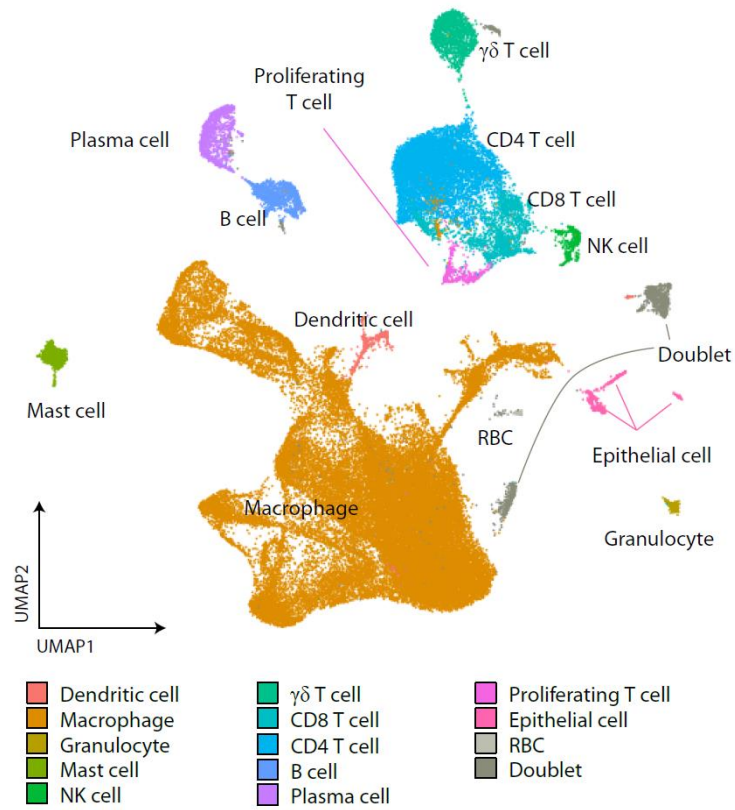 γδ T cell
Proliferating
T cell
Plasma cell
CD4 T cell
CD8 T cell
B cell
NK cell
Dendritic cell
Doublet
Mast cell
RBC
Epithelial cell
Macrophage
Granulocyte
UMAP2
UMAP1
Dendritic cell
Macrophage
Granulocyte
Mast cell
NK cell
γδ T cell
CD8 T cell
CD4 T cell
B cell
Plasma cell
Proliferating T cell
Epithelial cell
RBC
Doublet